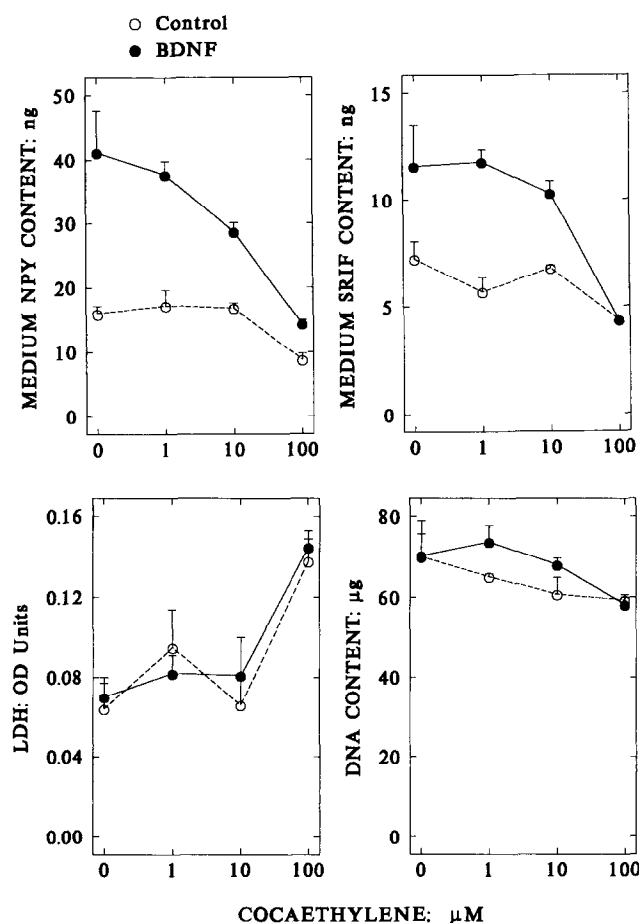 Control
BDNF
MEDIUM NPY CONTENT: ng
50
40
30
20
10
0
0 1 10 100
MEDIUM SRIF CONTENT: ng
15
10
5
0
0 1 10 100
LDH: OD Units
0.16
0.12
0.08
0.04
0.00
0 1 10 100
DNA CONTENT: µg
80
60
40
20
0
0 1 10 100
COCAETHYLENE: µM